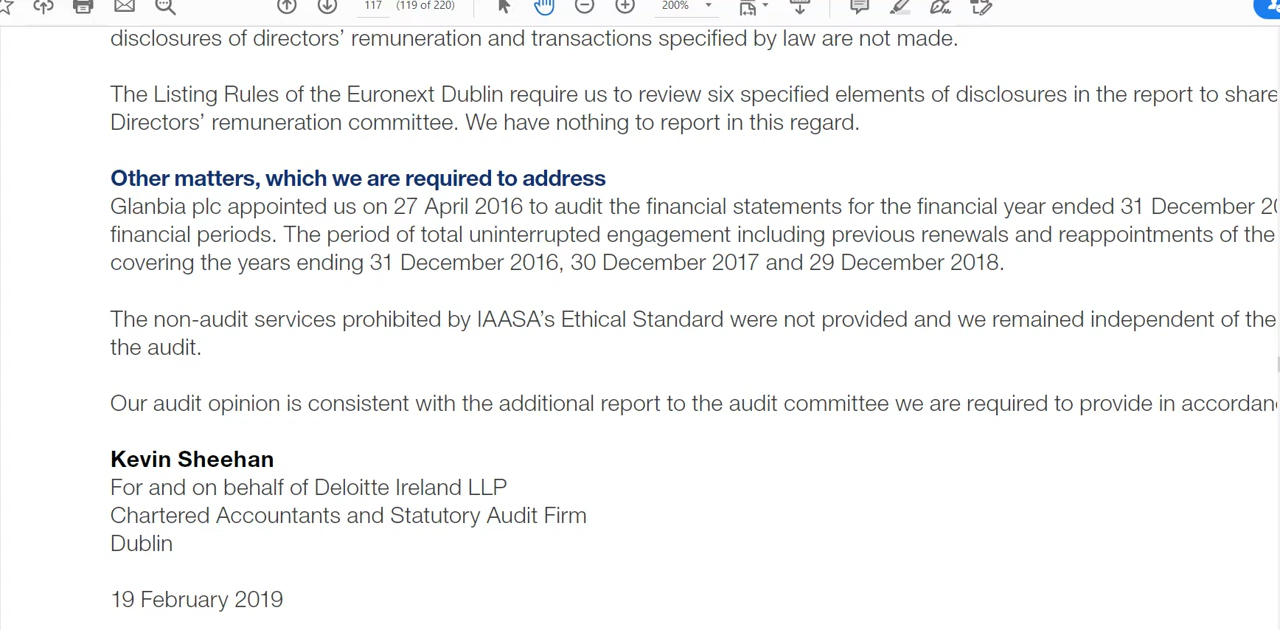 117 (119 of 220) 200%
disclosures of directors’ remuneration and transactions specified by law are not made.
The Listing Rules of the Euronext Dublin require us to review six specified elements of disclosures in the report to share
Directors’ remuneration committee. We have nothing to report in this regard.
Other matters, which we are required to address
Glanbia plc appointed us on 27 April 2016 to audit the financial statements for the financial year ended 31 December 20
financial periods. The period of total uninterrupted engagement including previous renewals and reappointments of the
covering the years ending 31 December 2016, 30 December 2017 and 29 December 2018.
The non-audit services prohibited by IAASA’s Ethical Standard were not provided and we remained independent of the
the audit.
Our audit opinion is consistent with the additional report to the audit committee we are required to provide in
Kevin Sheehan
For and on behalf of Deloitte Ireland LLP
Chartered Accountants and Statutory Audit Firm
Dublin
19 February 2019